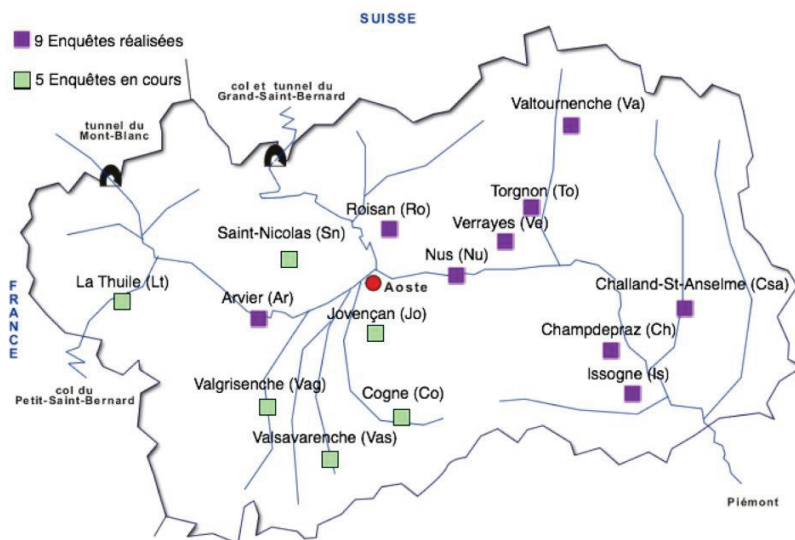 SUISSE
9 Enquêtes réalisées
5 Enquêtes en cours
col et tunnel du
Grand-Saint-Bernard
tunnel du
Mont-Blanc
Valtournenche (Va)
Torgnon (To)
Roisan (Ro)
Verrayes (Ve)
Saint-Nicolas (Sn)
Nus (Nu)
La Thuile (Lt)
Aoste
Challand-St-Anselme (Csa)
FRANCE
Arvier (Ar)
Jovençan (Jo)
Champdepraz (Ch)
Issogne (Is)
col du
Petit-Saint-Bernard
Valgrisenche (Vag)
Cogne (Co)
Valsavarenche (Vas)
Piémont